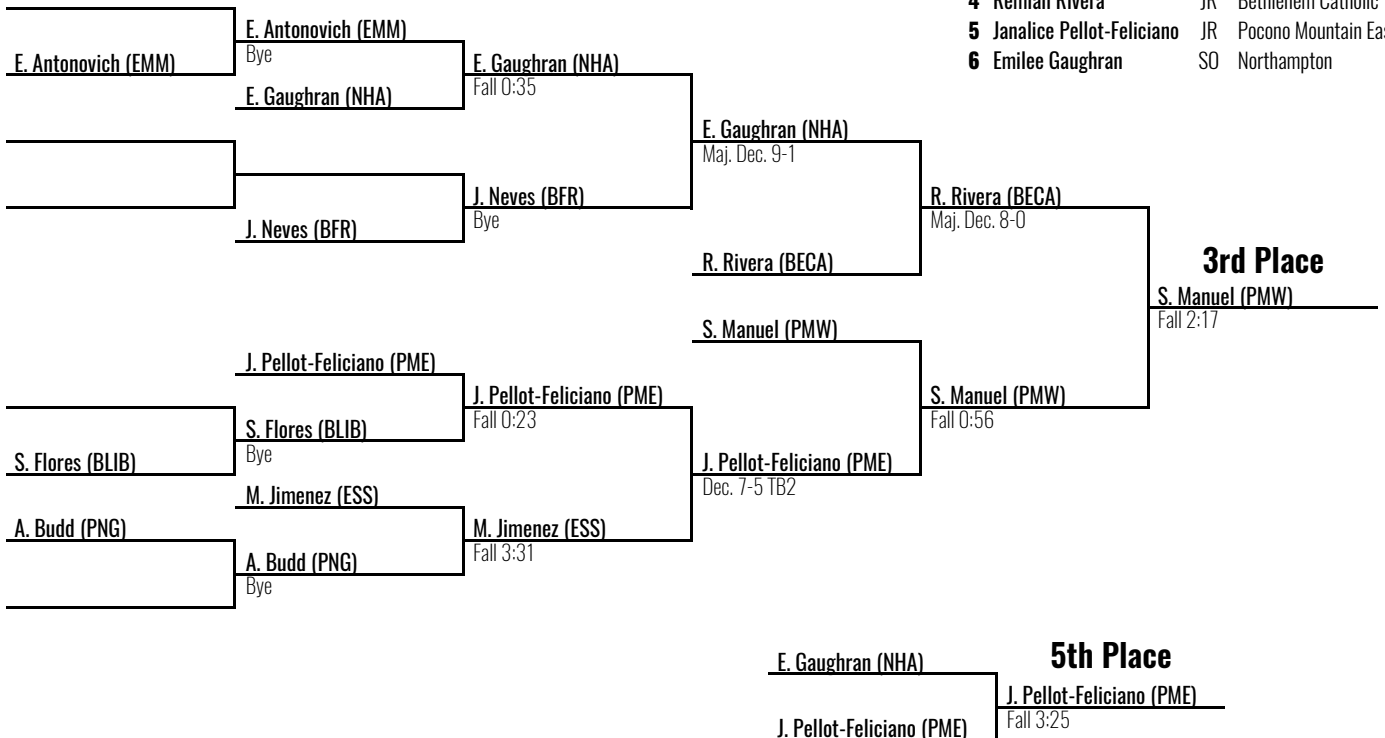 4 Remian Rivera JR Bethlehem Catholic
5 Janalice Pellot-Feliciano JR Pocono Mountain
6 Emilee Gaughran SO Northampton
E. Antonovich (EMM)
E. Antonovich (EMM)
Bye
E. Gaughran (NHA)
E. Gaughran (NHA)
Fall 0:35
J. Neves (BFR)
J. Neves (BFR)
Bye
E. Gaughran (NHA)
Maj. Dec. 9-1
R. Rivera (BECA)
R. Rivera (BECA)
Maj. Dec. 8-0
3rd Place
S. Manuel (PMW)
Fall 2:17
S. Manuel (PMW)
S. Manuel (PMW)
Fall 0:56
J. Pellot-Feliciano (PME)
J. Pellot-Feliciano (PME)
Fall 0:23
S. Flores (BLIB)
S. Flores (BLIB)
Bye
J. Pellot-Feliciano (PME)
Dec. 7-5 TB2
M. Jimenez (ESS)
M. Jimenez (ESS)
Fall 3:31
A. Budd (PNG)
A. Budd (PNG)
Bye
5th Place
E. Gaughran (NHA)
J. Pellot-Feliciano (PME)
Fall 3:25
J. Pellot-Feliciano (PME)